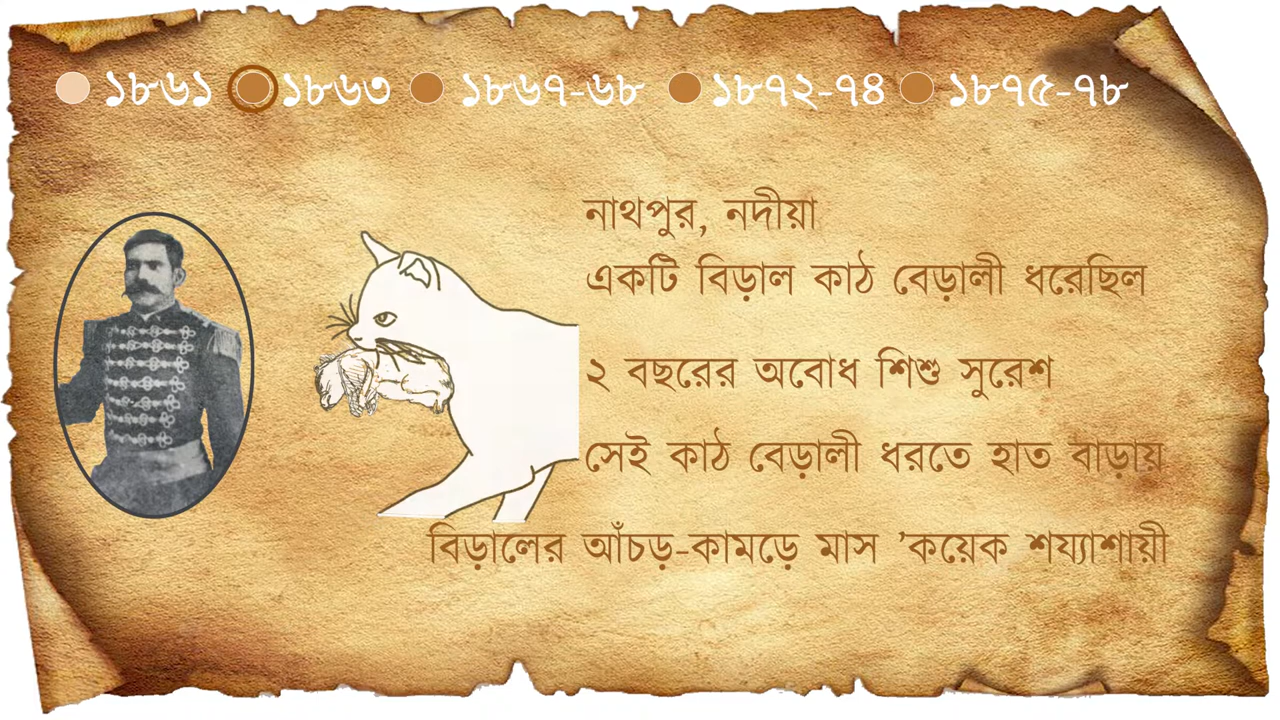 ১৮৬১ ১৮৬৩ ১৮৬৭-৬৮ ১৮৭২-৭৪ ১৮৭৫-৭৮
নাথপুর, নদীয়া
একটি বিড়াল কাঠ বেড়ালী ধরেছিল
২ বছরের অবোধ শিশু সুরেশ
সেই কাঠ বেড়ালী ধরতে হাত বাড়ায়
বিড়ালের আঁচড়-কামড়ে মাস ’কয়েক শয্যাশায়ী